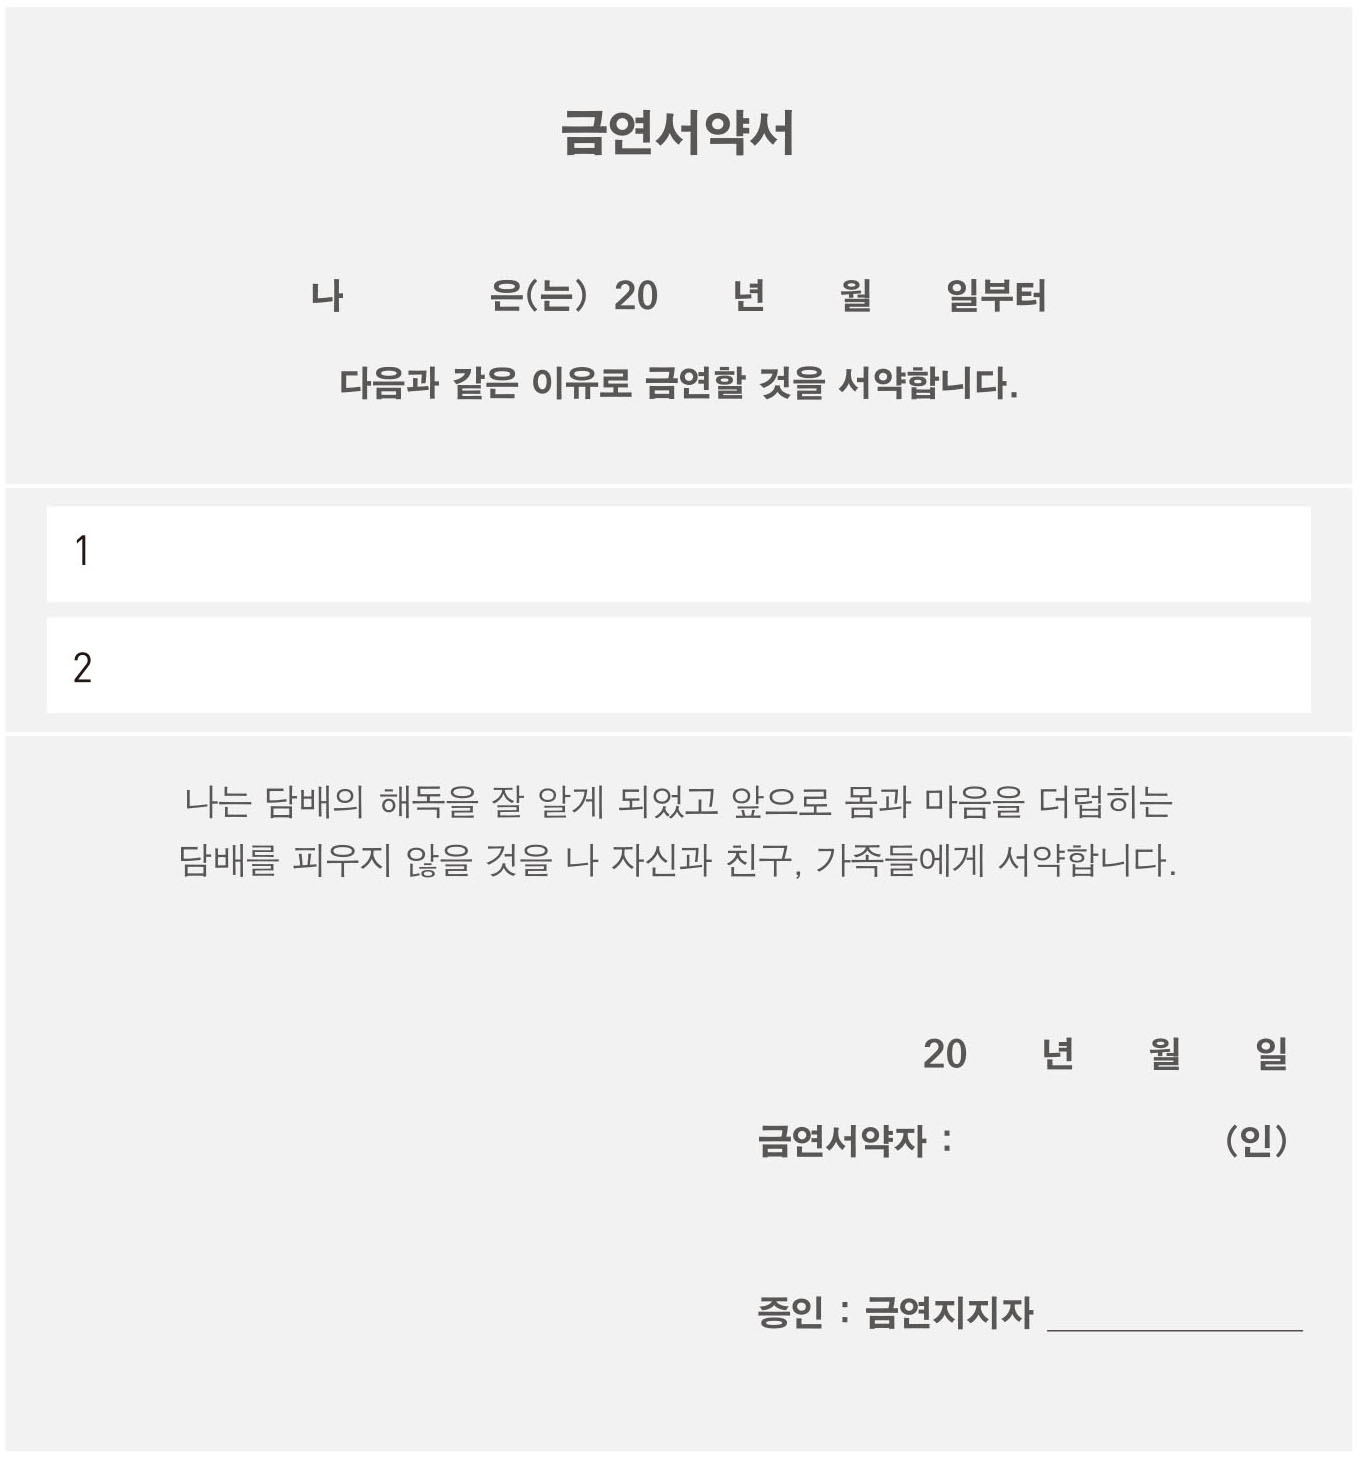 금연서약서
나 은(는) 20 년 월 일부터
다음과 같은 이유로 금연할 것을 서약합니다.
1
2
나는 담배의 해독을 잘 알게 되었고 앞으로 몸과 마음을 더럽히는
담배를 피우지 않을 것을 나 자신과 친구, 가족들에게 서약합니다.
20 년 월 일
금연서약자 : (인)
증인 : 금연지지자